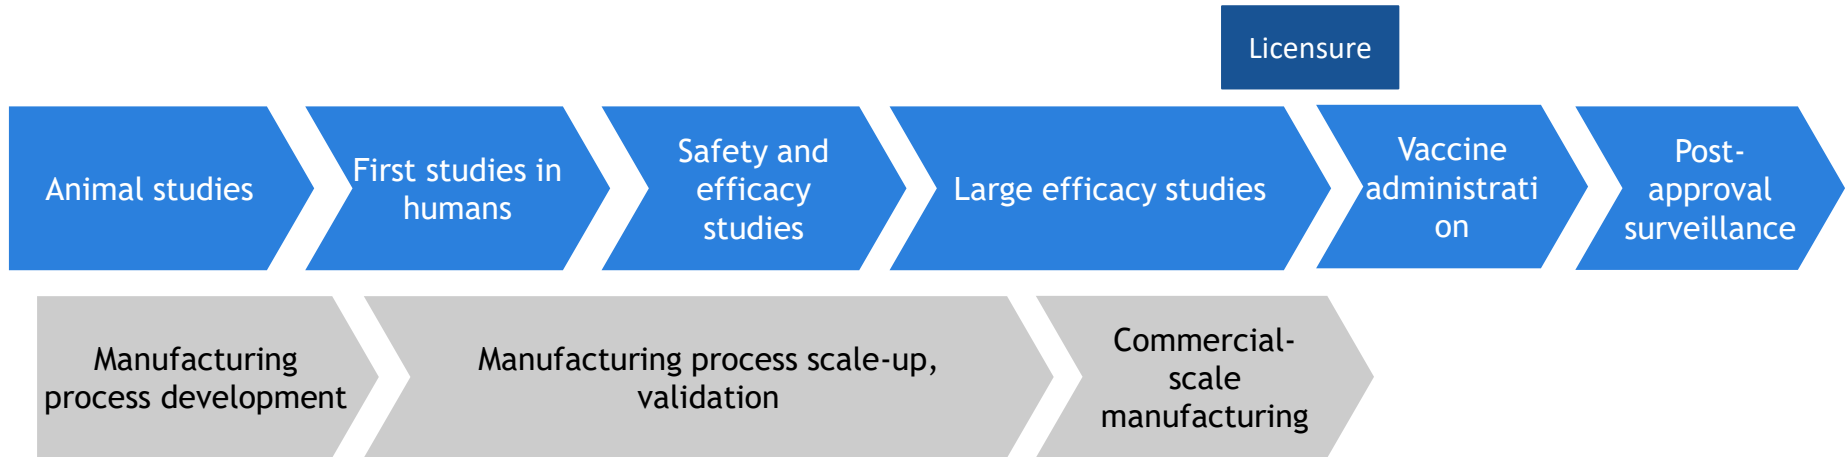 Licensure
Animal studies
First studies in
humans
Safety and
efficacy
studies
Large efficacy studies
Vaccine
administrati
on
Post-
approval
surveillance
Manufacturing
process development
Manufacturing process scale-up,
validation
Commercial-
scale
manufacturing